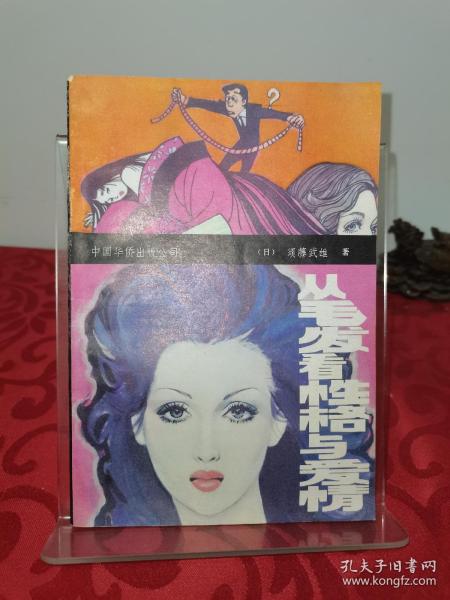 ?
中国华侨出版公司
(日) 须藤武雄 著
从毛发看性格与爱情
孔夫子旧书网
www.kongfz.com